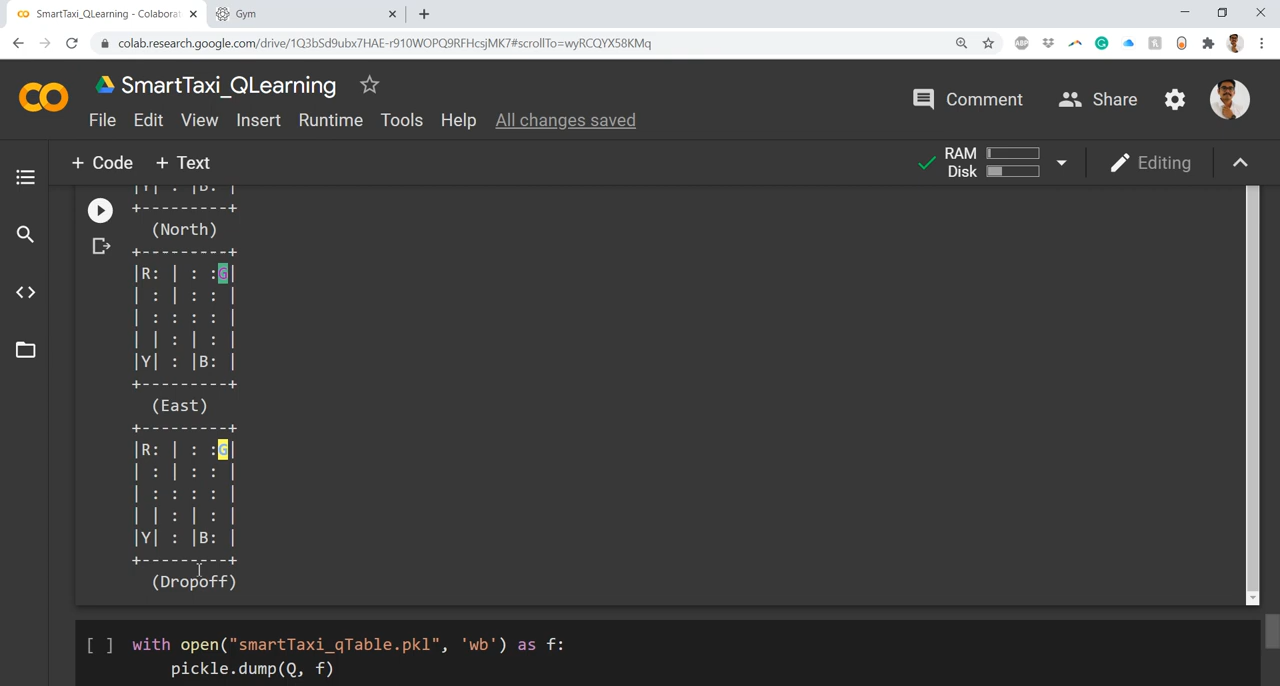 SmartTaxi_QLearning - Colaborat
Gym
colab.research.google.com/drive/1Q3bSd9ubx7HAE-r910WOPQ9RFHcsjMK7#scrollTo=wyRCQYX58KMq
ABP
SmartTaxi_QLearning
File Edit View Insert Runtime Tools Help All changes saved
Comment Share
+ Code + Text
RAM
Disk
Editing
|Y| : |B: |
+---------+
(North)
+---------+
|R: | : :G|
| : | : : |
| : : : : |
| | : | : |
|Y| : |B: |
+---------+
(East)
+---------+
|R: | : :G|
| : | : : |
| : : : : |
| | : | : |
|Y| : |B: |
+---------+
(Dropoff)
[ ] with open("smartTaxi_qTable.pkl", 'wb') as f:
pickle.dump(Q, f)